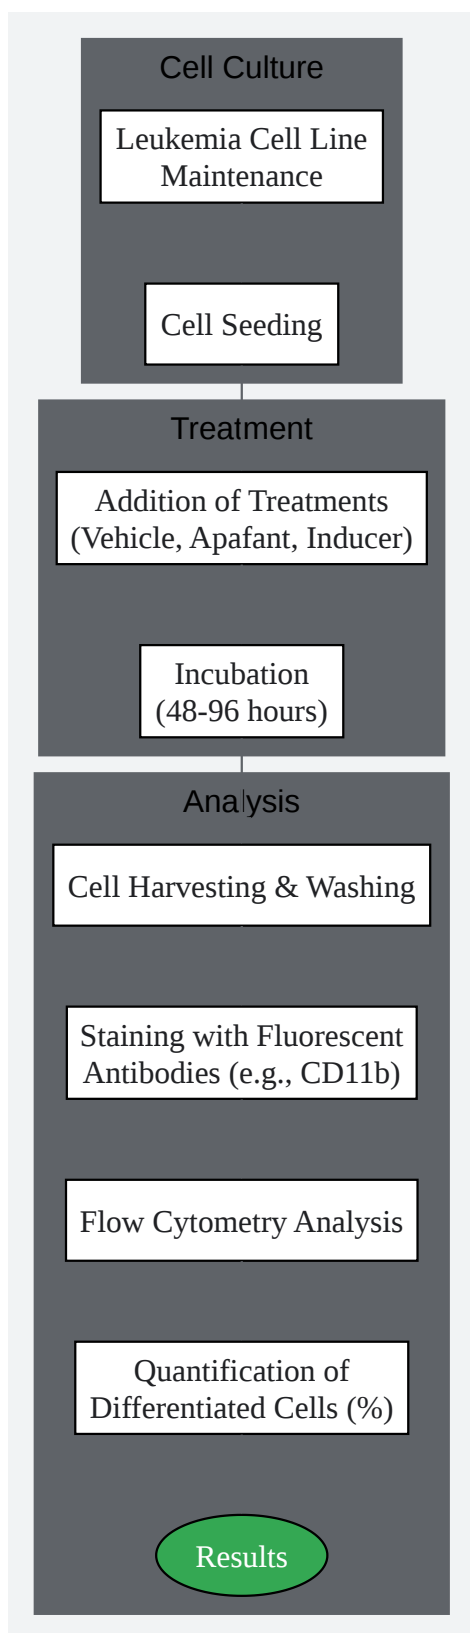 Cell Culture
Leukemia Cell Line
Maintenance
Cell Seeding
Treatment
Addition of Treatments
(Vehicle, Apafant, Inducer)
Incubation
(48-96 hours)
Analysis
Cell Harvesting & Washing
Staining with Fluorescent
Antibodies (e.g., CD11b)
Flow Cytometry Analysis
Quantification of
Differentiated Cells (%)
Results